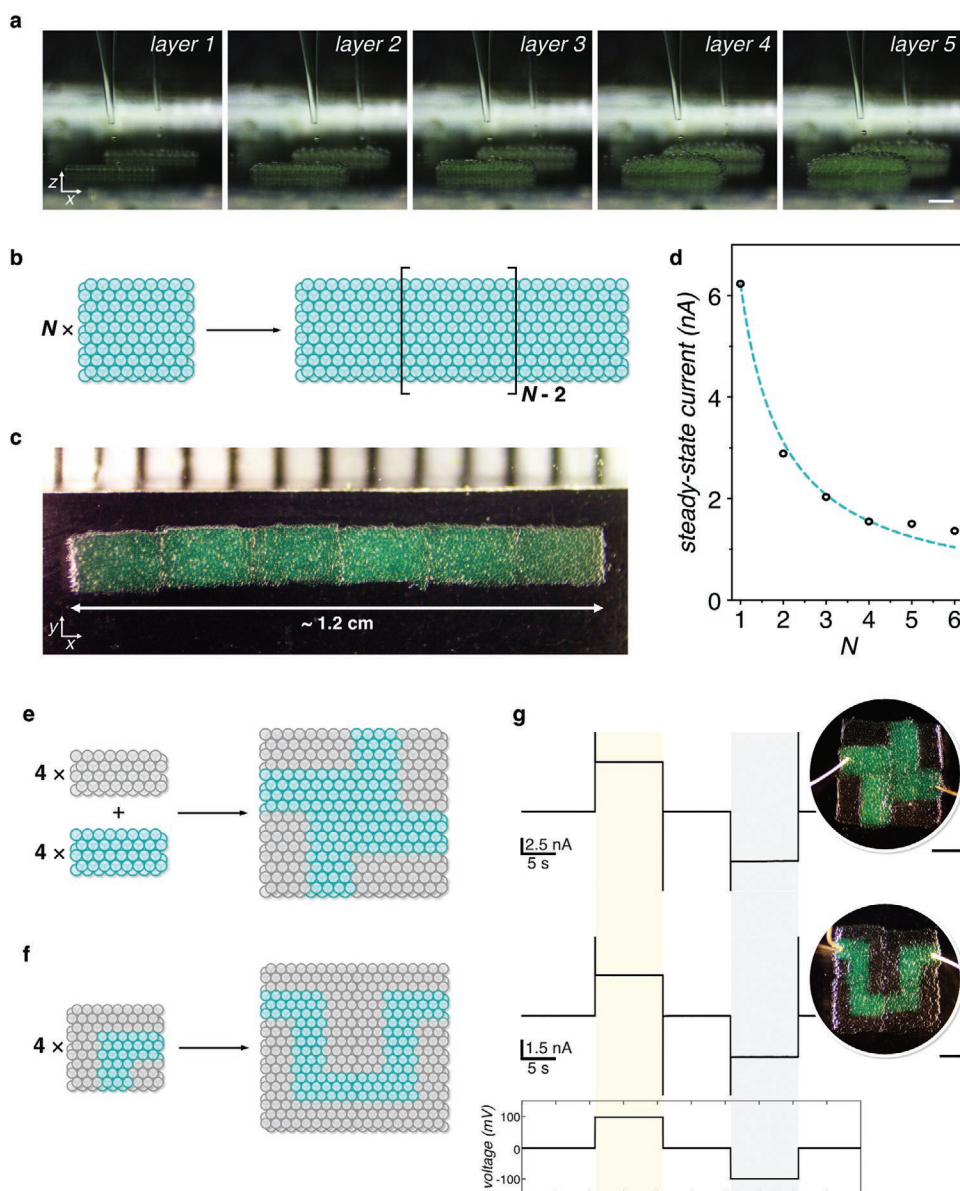 a
layer 1
layer 2
layer 3
layer 4
layer 5
z
x
b
N ×
N - 2
c
~ 1.2 cm
y
x
d
steady-state current (nA)
6
4
2
0
1 2 3 4 5 6
N
e
4 ×
+
4 ×
f
4 ×
g
2.5 nA
5 s
1.5 nA
5 s
voltage (mV)
100
0
-100